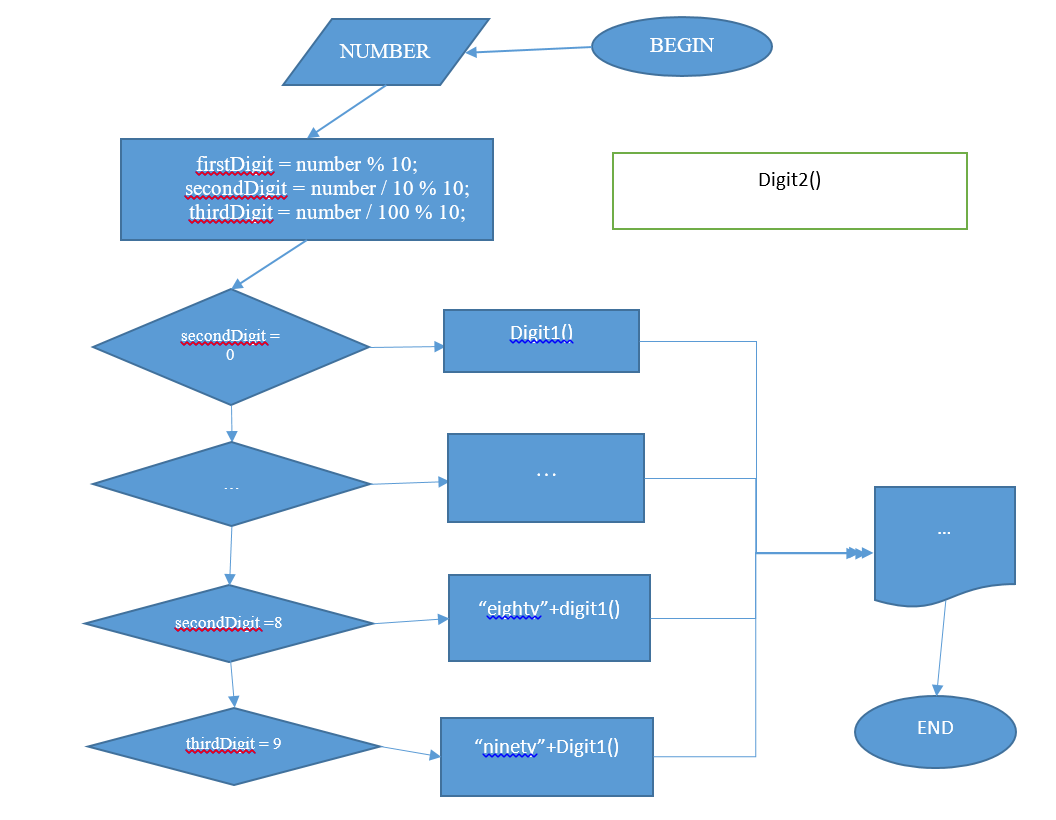 NUMBER
BEGIN
firstDigit = number % 10;
secondDigit = number / 10 % 10;
thirdDigit = number / 100 % 10;
Digit2()
secondDigit =
0
Digit1()
...
...
...
secondDigit =8
“eighty”+digit1()
thirdDigit = 9
“ninety”+Digit1()
END